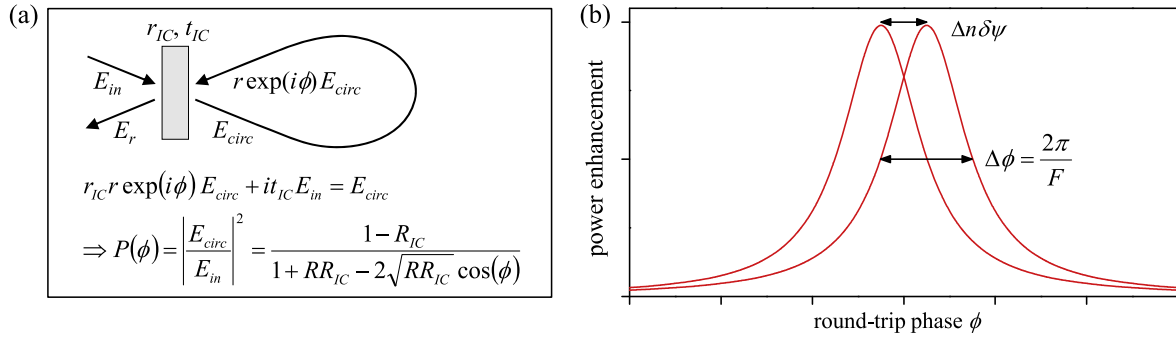 (a)
r_IC, t_IC
E_in
r exp(iϕ) E_circ
E_r
E_circ
r_IC r exp(iϕ) E_circ + it_IC E_in = E_circ
⇒ P(ϕ) = |E_circ / E_in|² = (1 − R_IC) / (1 + RR_IC − 2√(RR_IC) cos(ϕ))
(b)
Δnδψ
Δϕ = 2π / F
power enhancement
round-trip phase ϕ